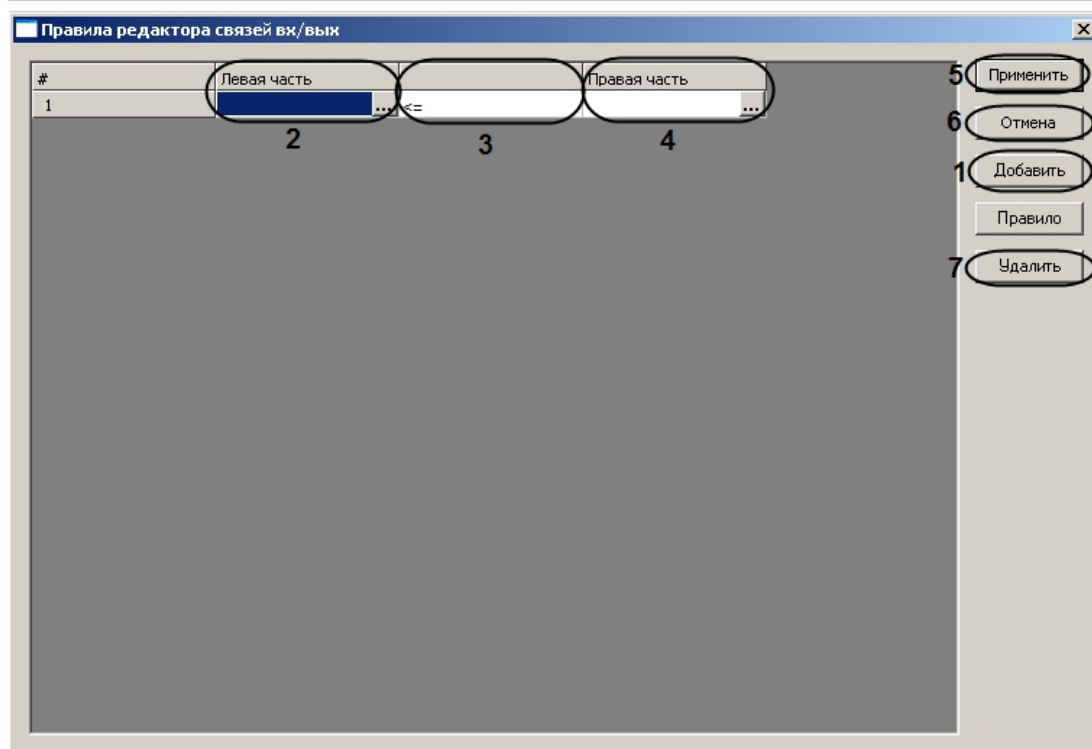 Правила редактора связей вх/вых
# Левая часть Правая часть
1 ... <= ...
2 3 4
5 Применить
6 Отмена
1 Добавить
Правило
7 Удалить